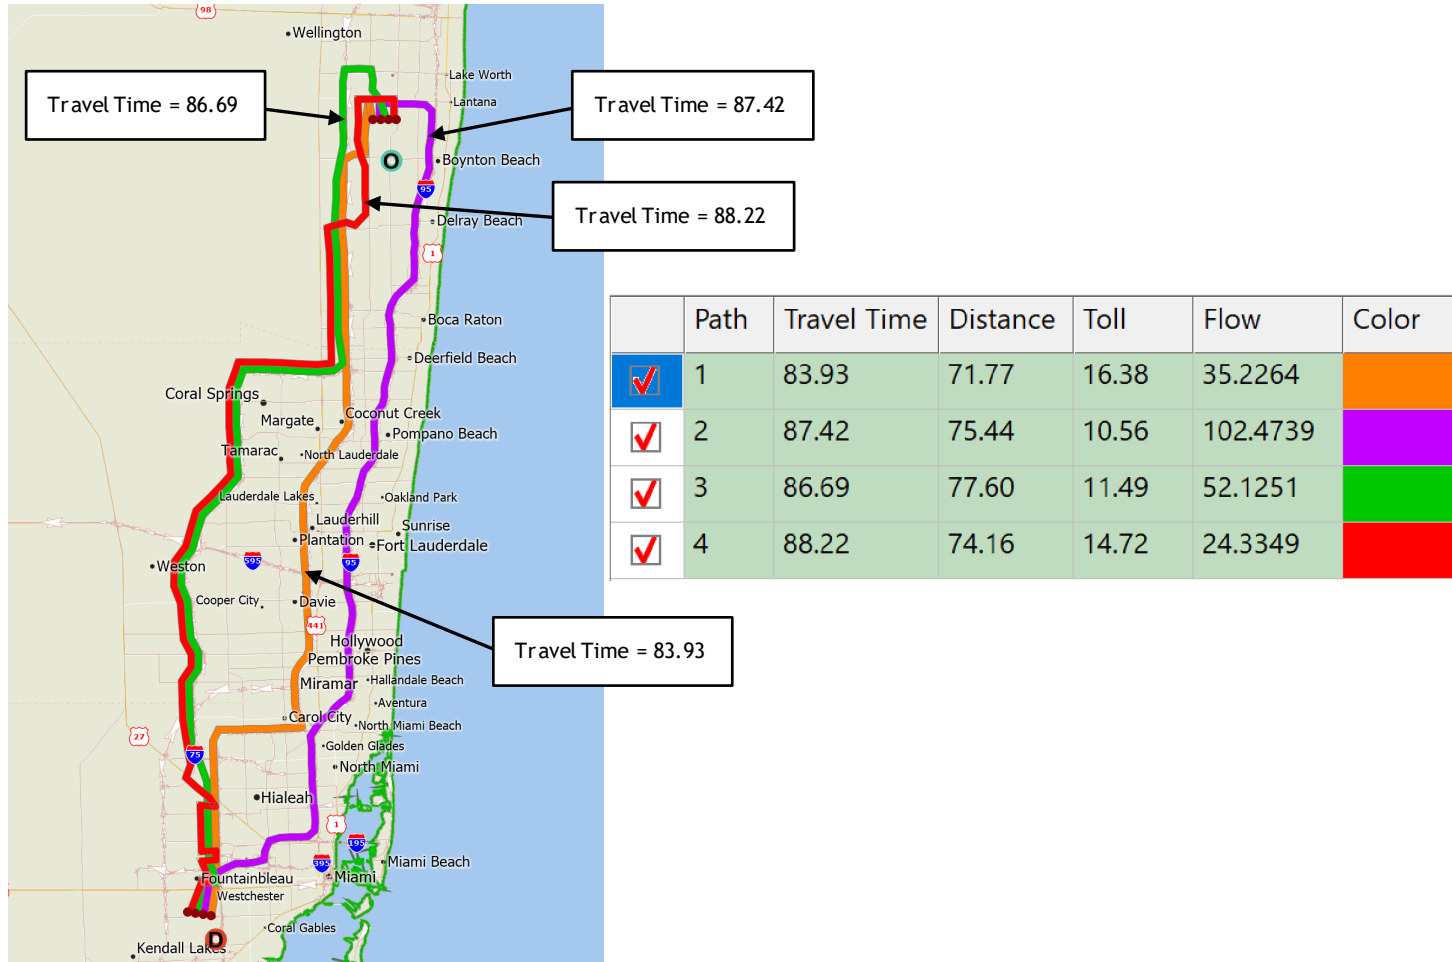 98
Wellington
Lake Worth
Travel Time = 86.69
Travel Time = 87.42
Lantana
O
Boynton Beach
95
Travel Time = 88.22
Delray Beach
1
Boca Raton
Deerfield Beach
Coral Springs
Coconut Creek
Margate
Pompano Beach
Tamarac
North Lauderdale
Lauderdale Lakes
Oakland Park
Lauderhill
Sunrise
Plantation
Fort Lauderdale
595
95
Weston
Cooper City
Davie
441
Hollywood
Travel Time = 83.93
Pembroke Pines
Miramar
Hallandale Beach
Aventura
Carol City
North Miami Beach
27
Golden Glades
75
North Miami
Hialeah
1
195
395
Miami Beach
Fountainbleau
Miami
Westchester
Coral Gables
D
Kendall Lakes
Path Travel Time Distance Toll Flow Color
1 83.93 71.77 16.38 35.2264
2 87.42 75.44 10.56 102.4739
3 86.69 77.60 11.49 52.1251
4 88.22 74.16 14.72 24.3349